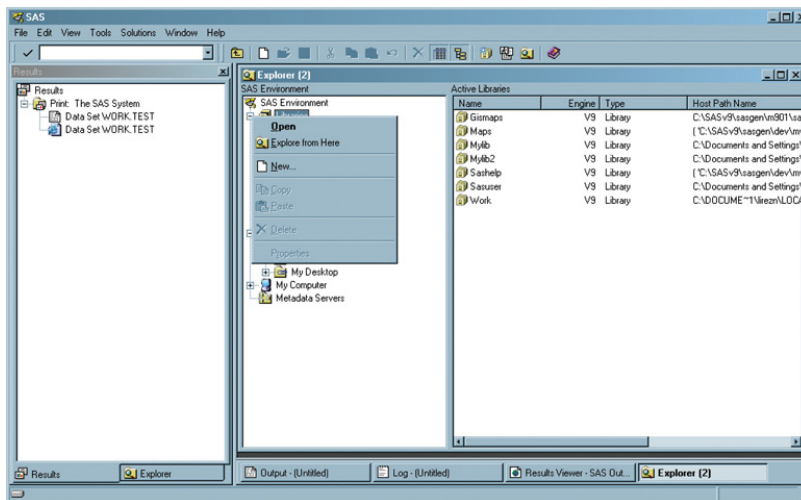 SAS
File Edit View Tools Solutions Window Help
Results
Results
Print: The SAS System
Data Set WORK.TEST
Data Set WORK.TEST
Explorer (2)
SAS Environment
SAS Environment
Libraries
Open
Explore from Here
New...
Copy
Paste
Delete
Properties
My Desktop
My Computer
Metadata Servers
Active Libraries
Name Engine Type Host Path Name
Gismaps V9 Library C:\SASv9\sasgen\m901\sa
Maps V9 Library ('C:\SASv9\sasgen\dev\m
Mylib V9 Library C:\Documents and Settings\
Mylib2 V9 Library C:\Documents and Settings\
Sashelp V9 Library ('C:\SASv9\sasgen\dev\m
Sasuser V9 Library C:\Documents and Settings\
Work V9 Library C:\DOCUME~1\lirezn\LOCA
Results Explorer
Output - (Untitled) Log - (Untitled) Results Viewer - SAS Out... Explorer (2)